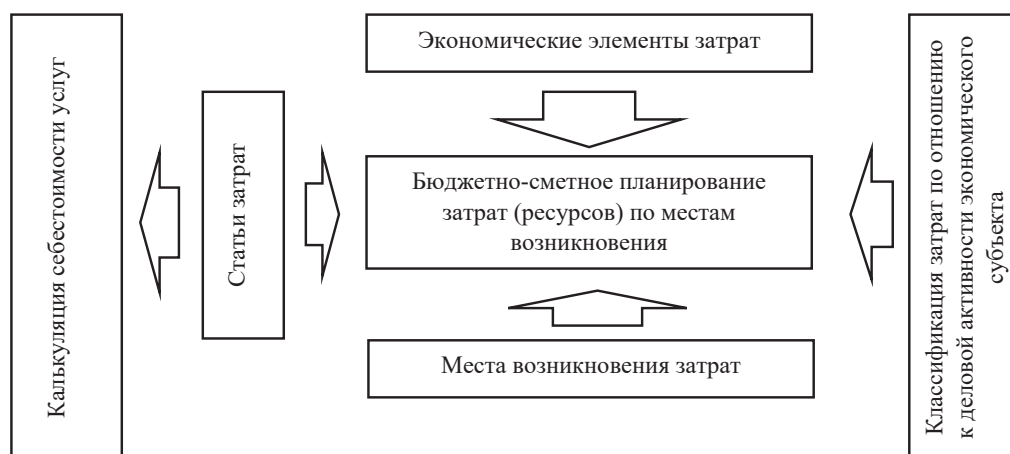 Калькуляция себестоимости услуг
Статьи затрат
Экономические элементы затрат
Бюджетно-сметное планирование
затрат (ресурсов) по местам
возникновения
Места возникновения затрат
Классификация затрат по отношению
к деловой активности экономического
субъекта